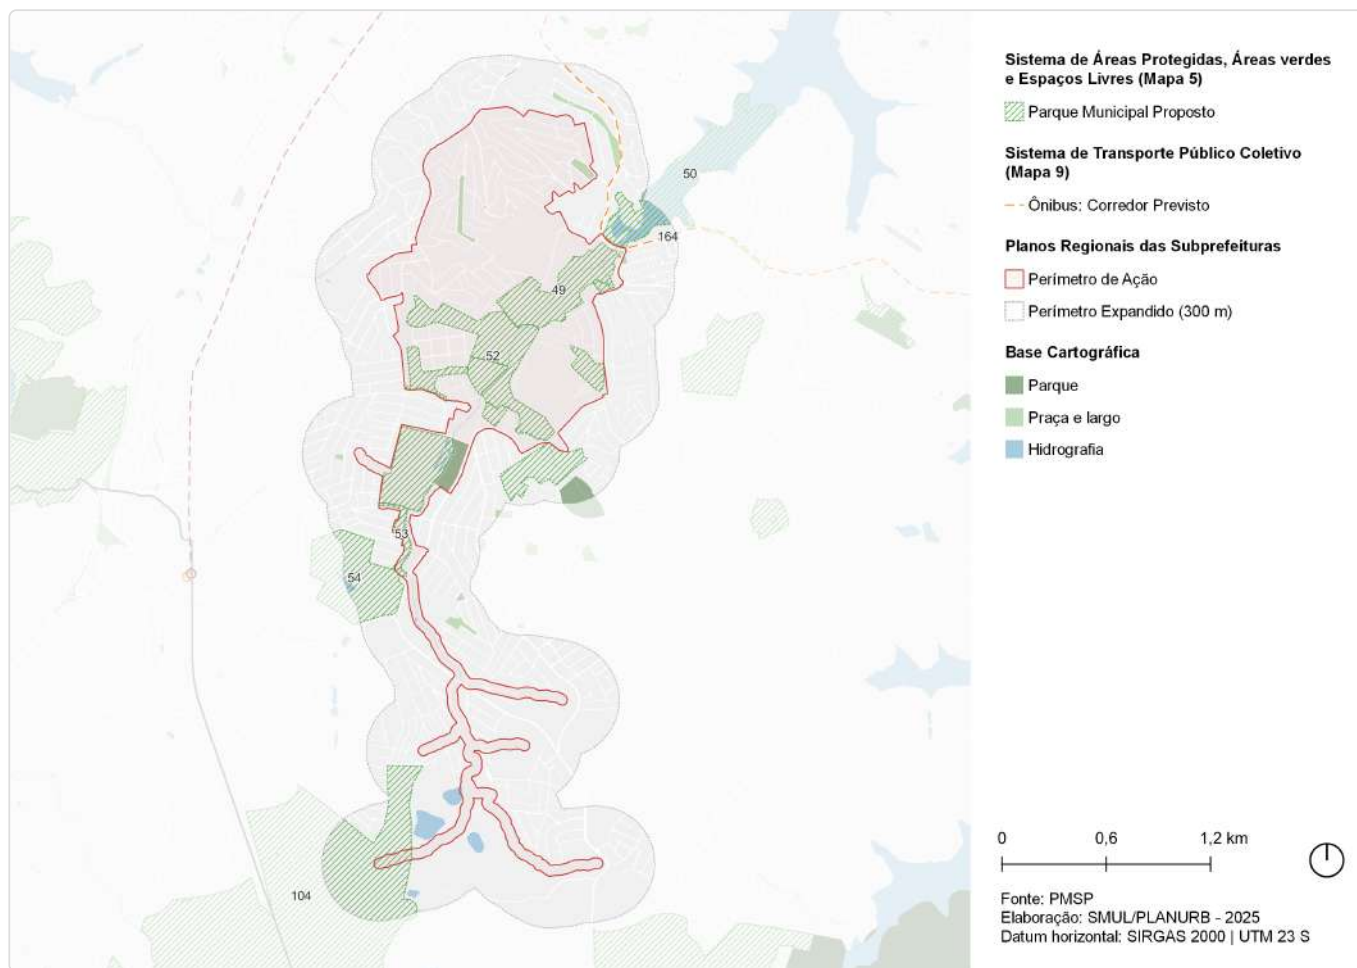 50
164
49
52
53
54
104
Sistema de Áreas Protegidas, Áreas verdes
e Espaços Livres (Mapa 5)
Parque Municipal Proposto
Sistema de Transporte Público Coletivo
(Mapa 9)
Ônibus: Corredor Previsto
Planos Regionais das Subprefeituras
Perímetro de Ação
Perímetro Expandido (300 m)
Base Cartográfica
Parque
Praça e largo
Hidrografia
0 0,6 1,2 km
Fonte: PMSP
Elaboração: SMUL/PLANURB - 2025
Datum horizontal: SIRGAS 2000 | UTM 23 S